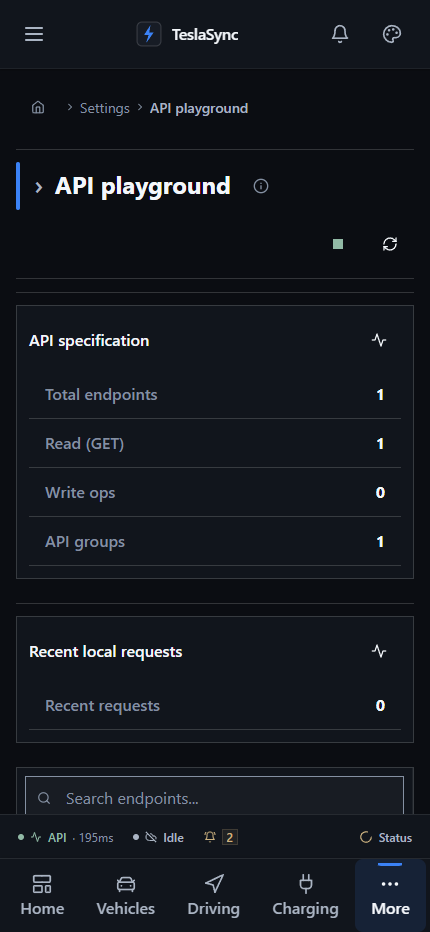 TeslaSync
Settings > API playground
› API playground
API specification
Total endpoints 1
Read (GET) 1
Write ops 0
API groups 1
Recent local requests
Recent requests 0
Search endpoints...
API · 195ms Idle 2 Status
Home Vehicles Driving Charging More